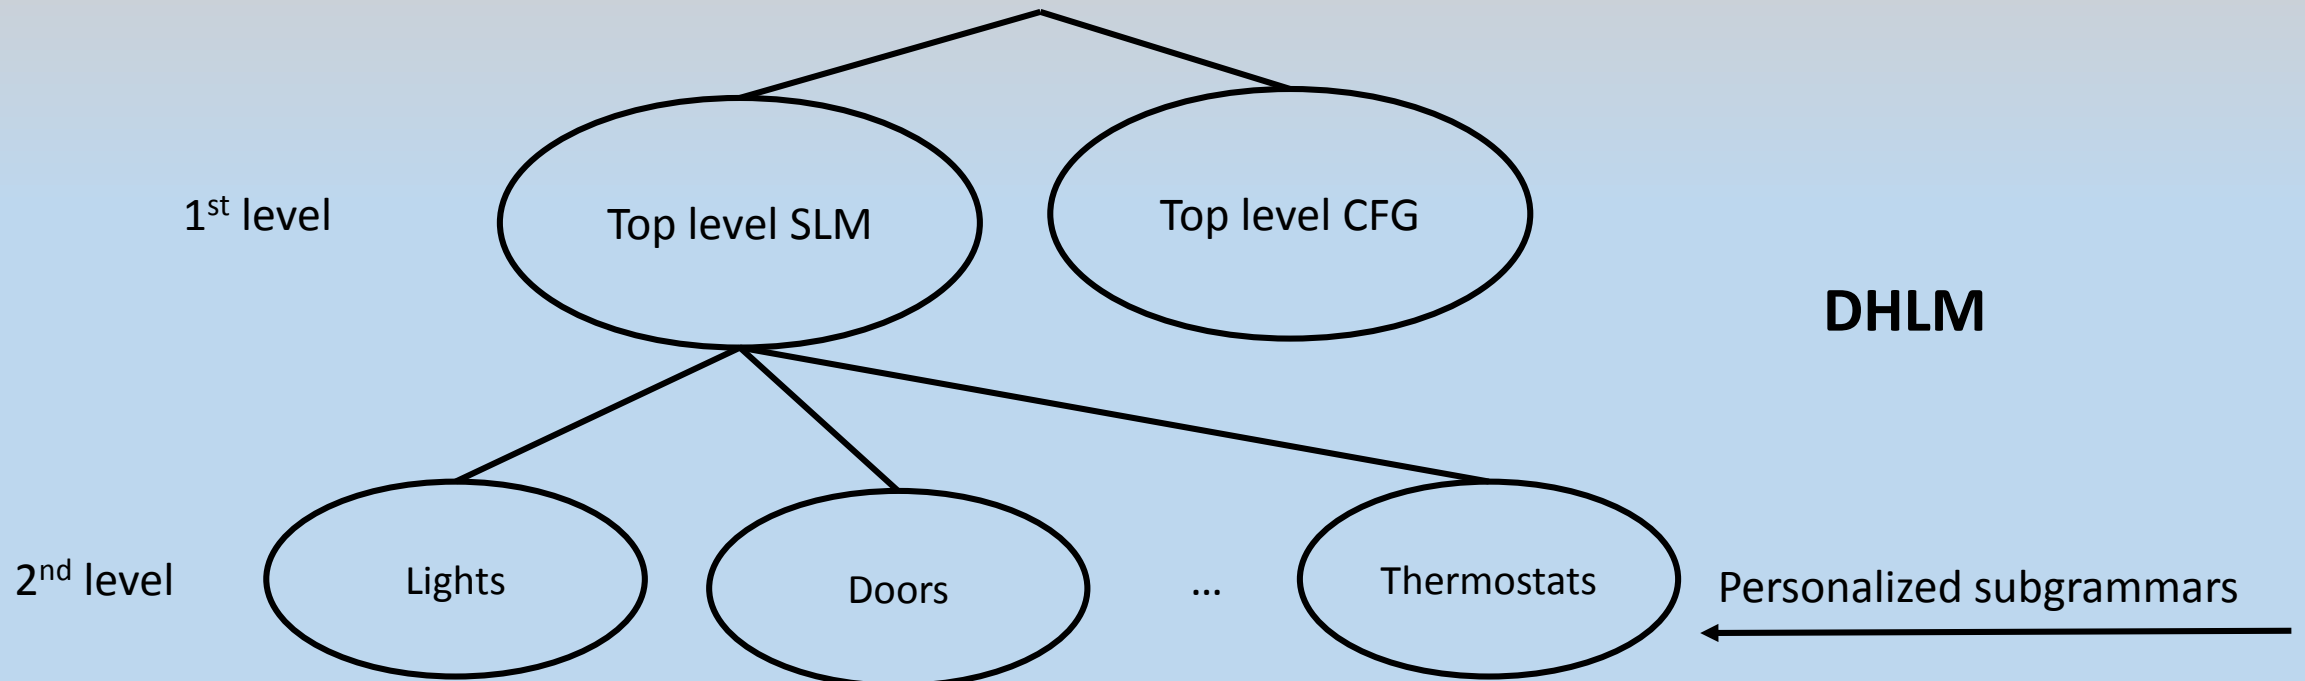 1st level
Top level SLM
Top level CFG
DHLM
2nd level
Lights
Doors
...
Thermostats
Personalized subgrammars